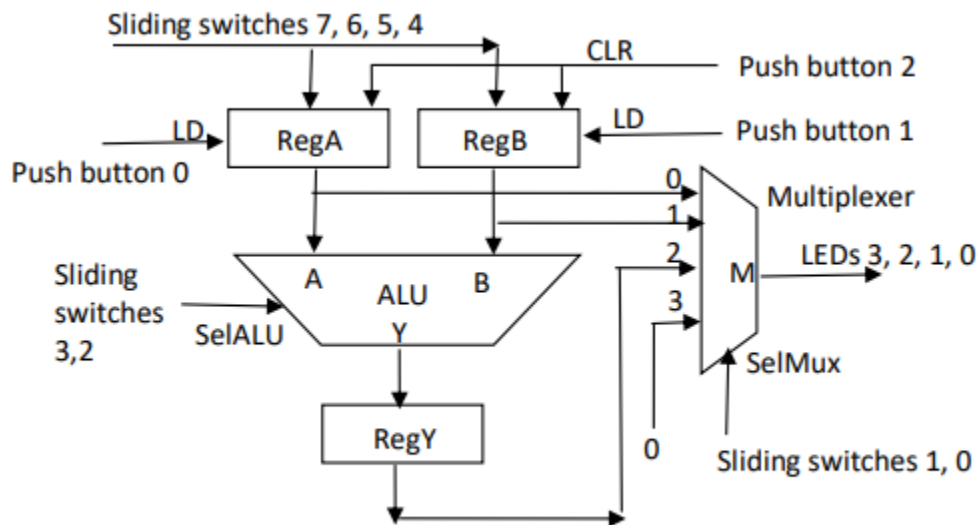 Sliding switches 7, 6, 5, 4
CLR
Push button 2
LD
RegA
RegB
LD
Push button 1
Push button 0
0
Multiplexer
1
LEDs 3, 2, 1, 0
2
M
3
A
B
ALU
Y
Sliding
switches
3,2
SelALU
SelMux
RegY
0
Sliding switches 1, 0